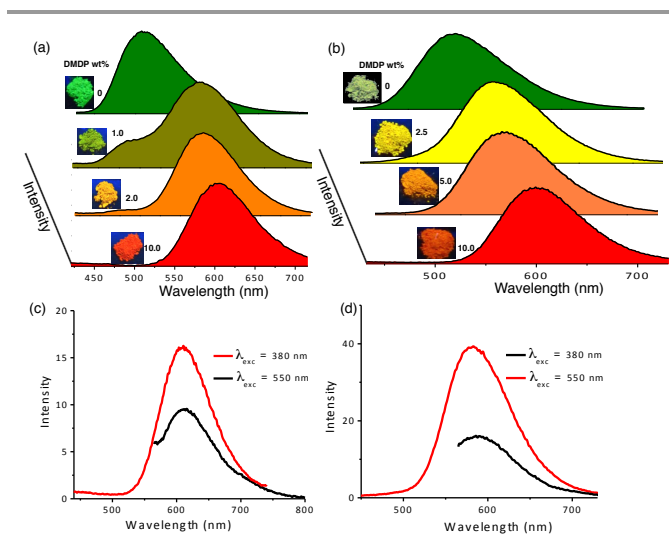 (a)
DMDP wt%
0
1.0
2.0
10.0
Intensity
450 500 550 600 650 700
Wavelength (nm)
(b)
DMDP wt%
0
2.5
5.0
10.0
Intensity
500 600 700
Wavelength (nm)
(c)
20
15
10
5
0
Intensity
λexc = 380 nm
λexc = 550 nm
500 600 700 800
Wavelength (nm)
(d)
40
20
0
Intensity
λexc = 380 nm
λexc = 550 nm
500 600 700
Wavelength (nm)